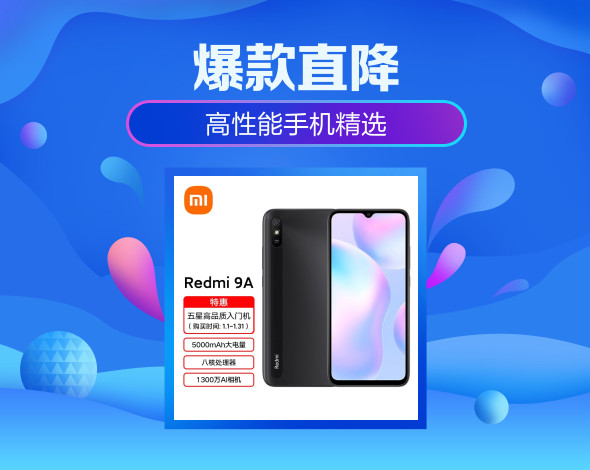 爆款直降
高性能手机精选
mi
Redmi 9A
特惠
五星高品质入门机
(购买时间: 1.1-1.31)
5000mAh大电量
八核处理器
1300万AI相机
Redmi